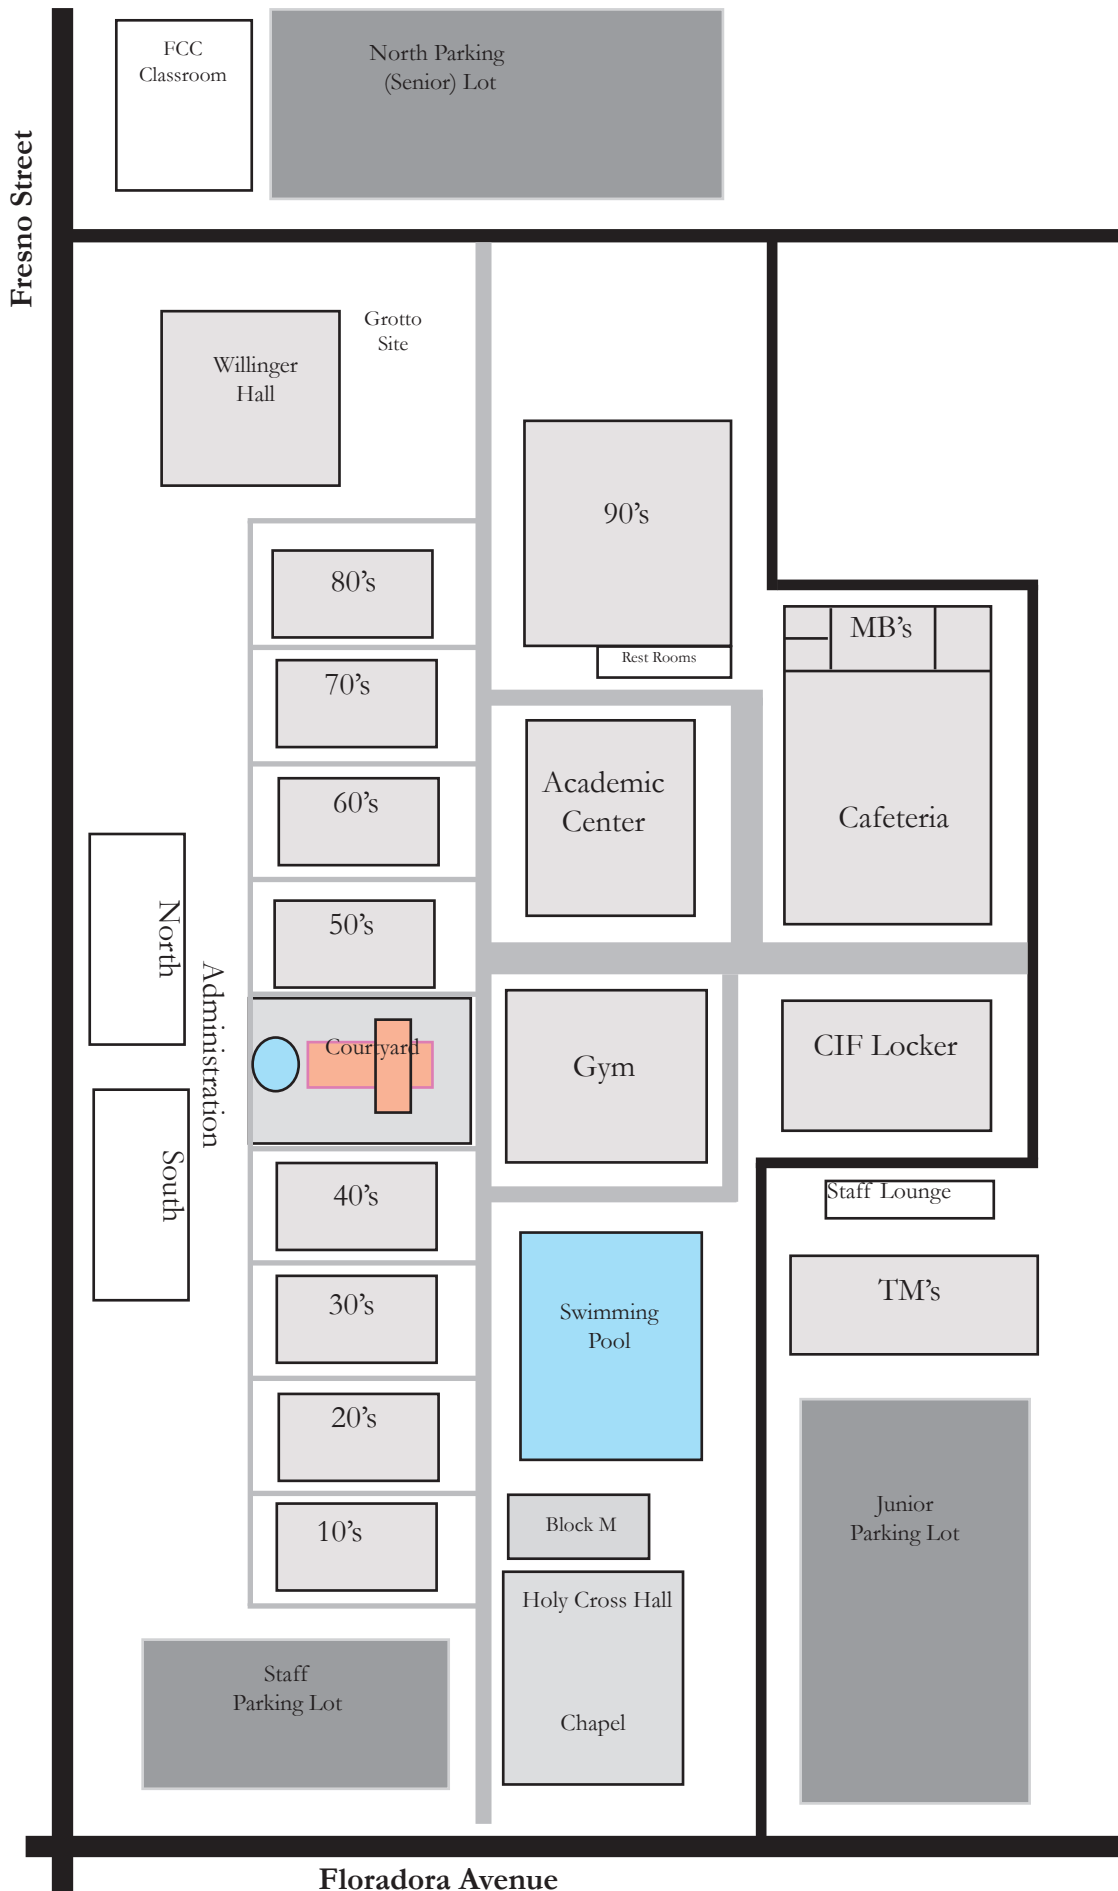 FCC
Classroom
North Parking
(Senior) Lot
Fresno Street
Willinger
Hall
Grotto
Site
90's
80's
MB's
Rest Rooms
70's
Academic
Center
60's
Cafeteria
North
50's
Administration
Courtyard
Gym
CIF Locker
South
40's
Staff Lounge
TM's
30's
Swimming
Pool
20's
Junior
Parking Lot
10's
Block M
Holy Cross Hall
Staff
Parking Lot
Chapel
Floradora Avenue